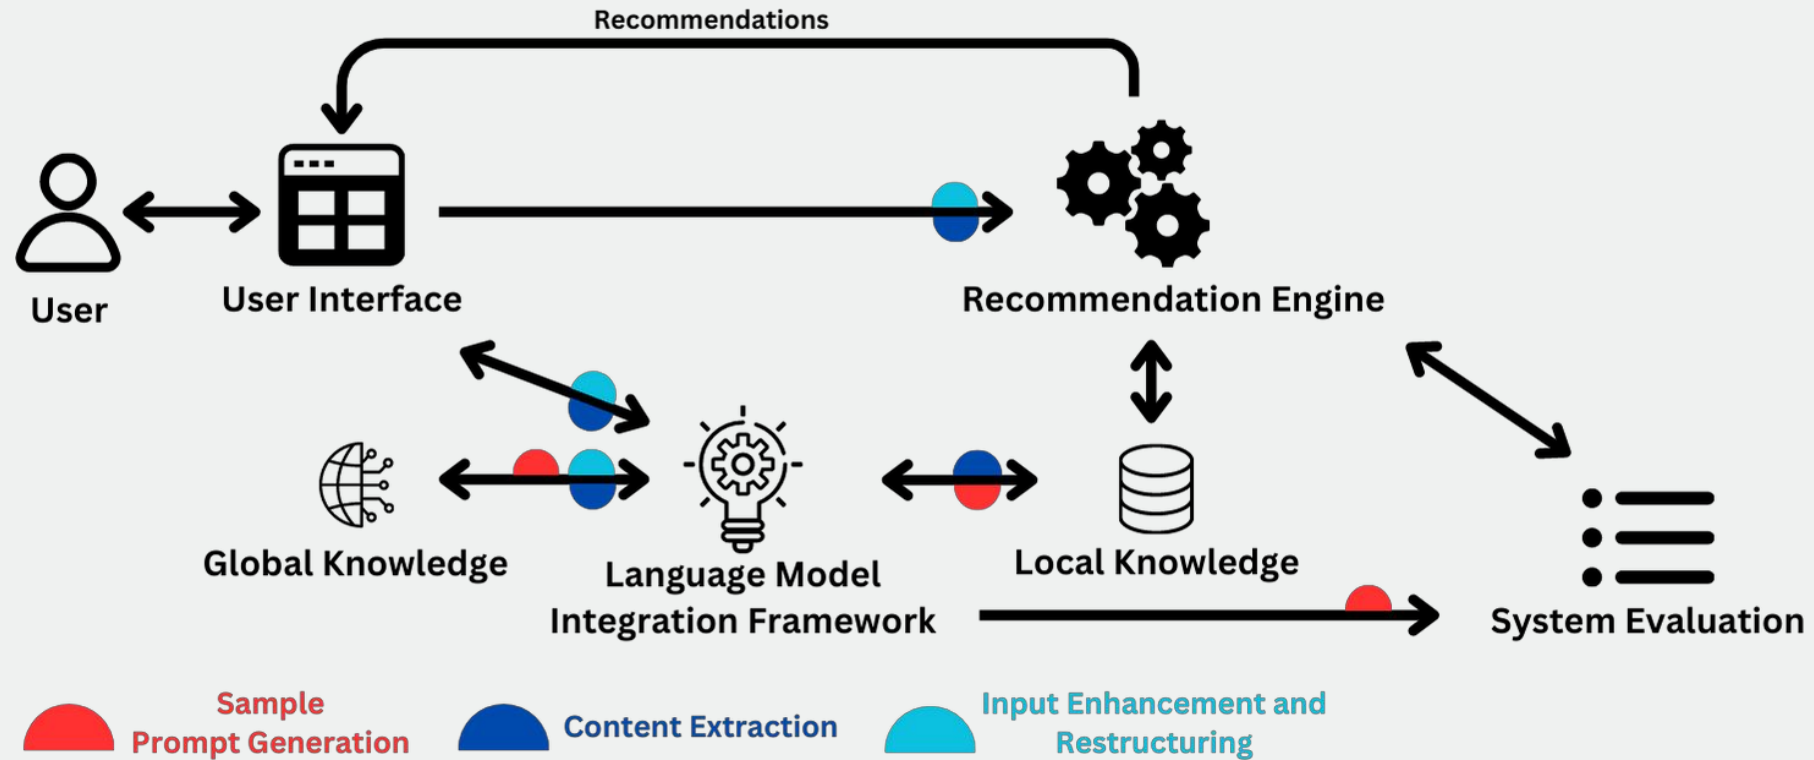 Recommendations
User
User Interface
Recommendation Engine
Global Knowledge
Language Model
Integration Framework
Local Knowledge
System Evaluation
Sample
Prompt Generation
Content Extraction
Input Enhancement and
Restructuring